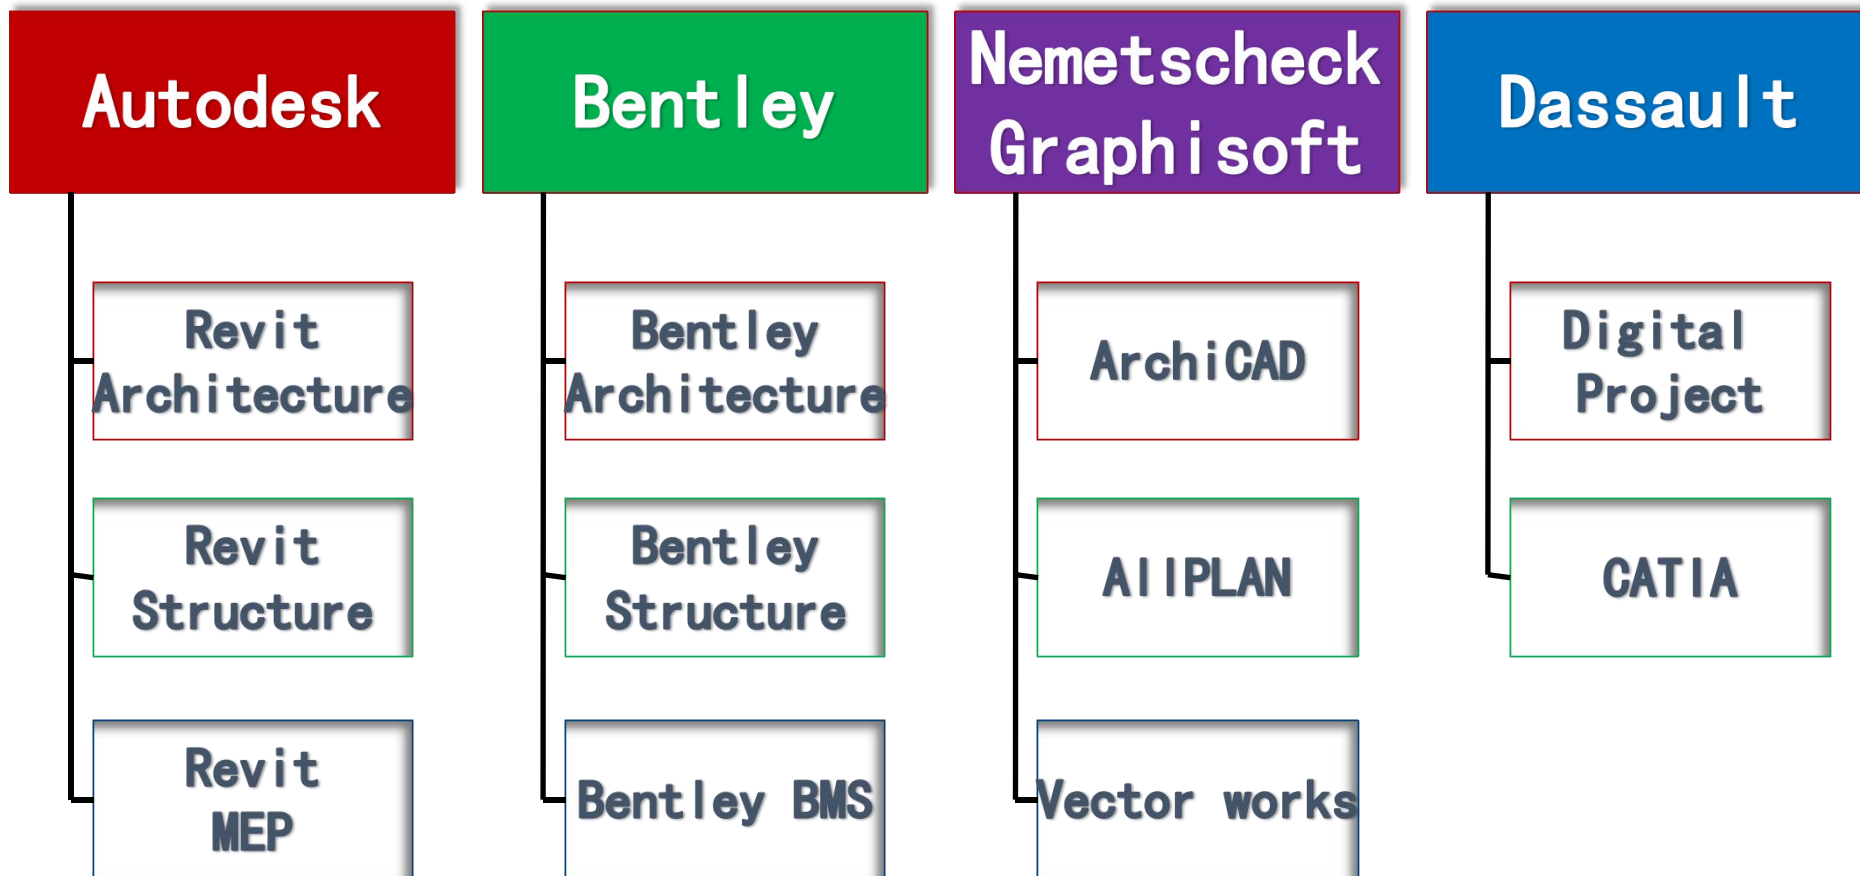 Autodesk
Revit
Architecture
Revit
Structure
Revit
MEP
Bentley
Bentley
Architecture
Bentley
Structure
Bentley BMS
Nemetscheck
Graphisoft
ArchiCAD
AllPLAN
Vector works
Dassault
Digital
Project
CATIA